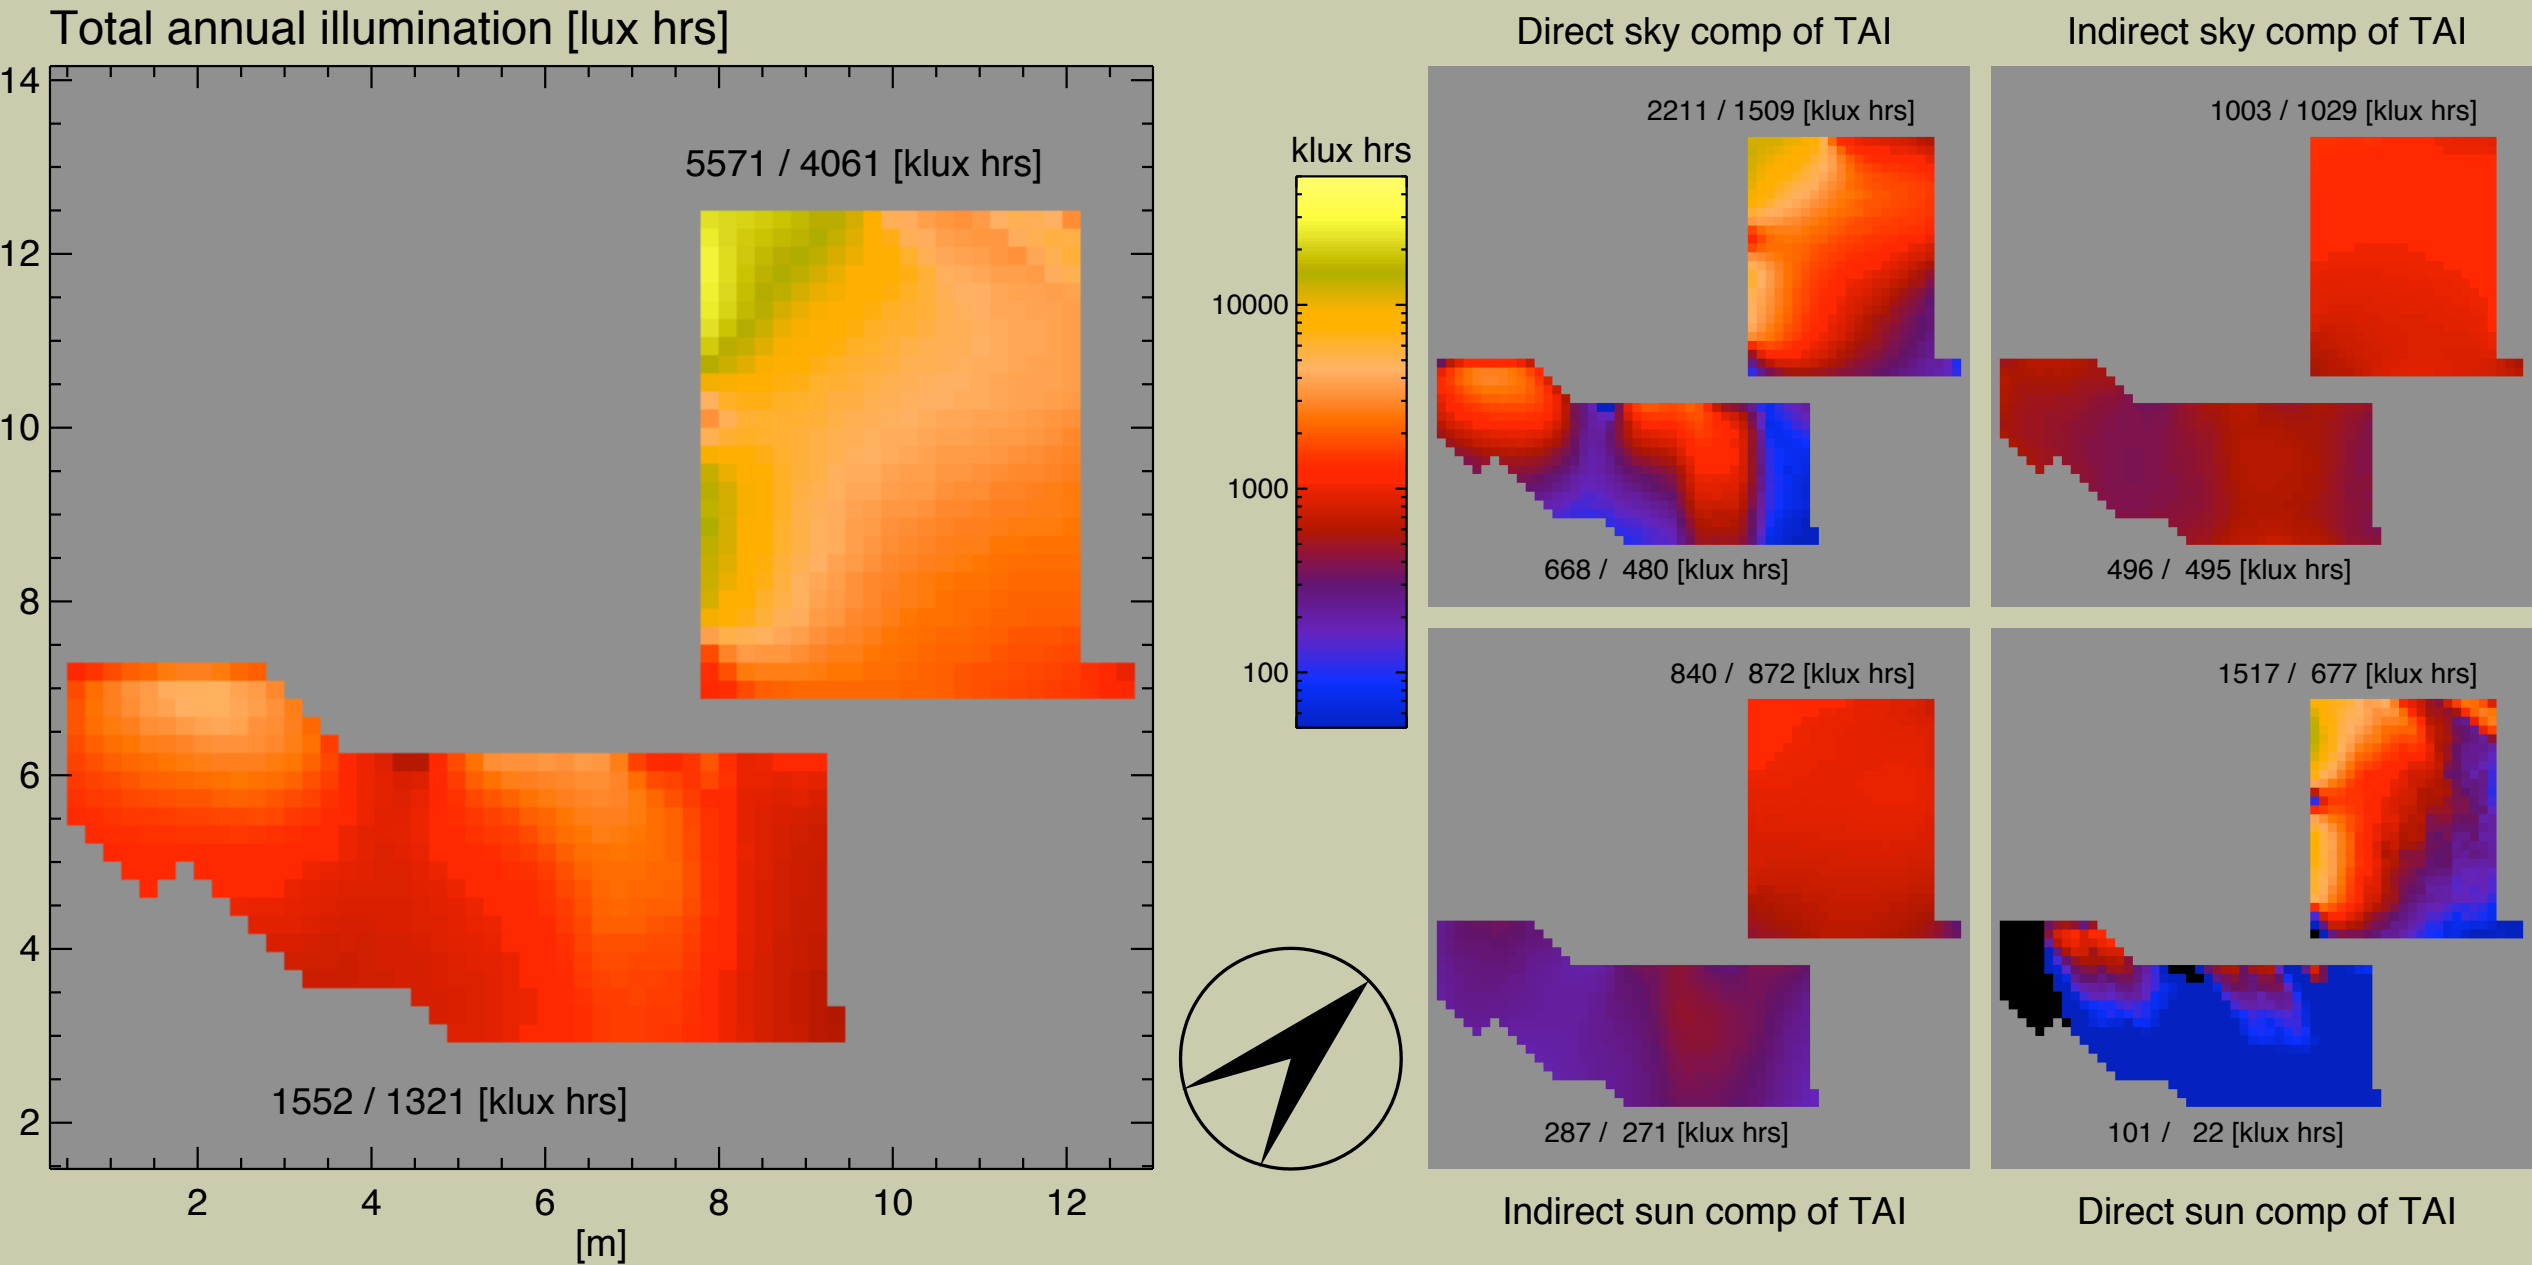 Total annual illumination [lux hrs]
14
12
10
8
6
4
2
2 4 6 8 10 12
[m]
5571 / 4061 [klux hrs]
1552 / 1321 [klux hrs]
klux hrs
10000
1000
100
Direct sky comp of TAI
2211 / 1509 [klux hrs]
668 / 480 [klux hrs]
Indirect sky comp of TAI
1003 / 1029 [klux hrs]
496 / 495 [klux hrs]
840 / 872 [klux hrs]
287 / 271 [klux hrs]
Indirect sun comp of TAI
1517 / 677 [klux hrs]
101 / 22 [klux hrs]
Direct sun comp of TAI